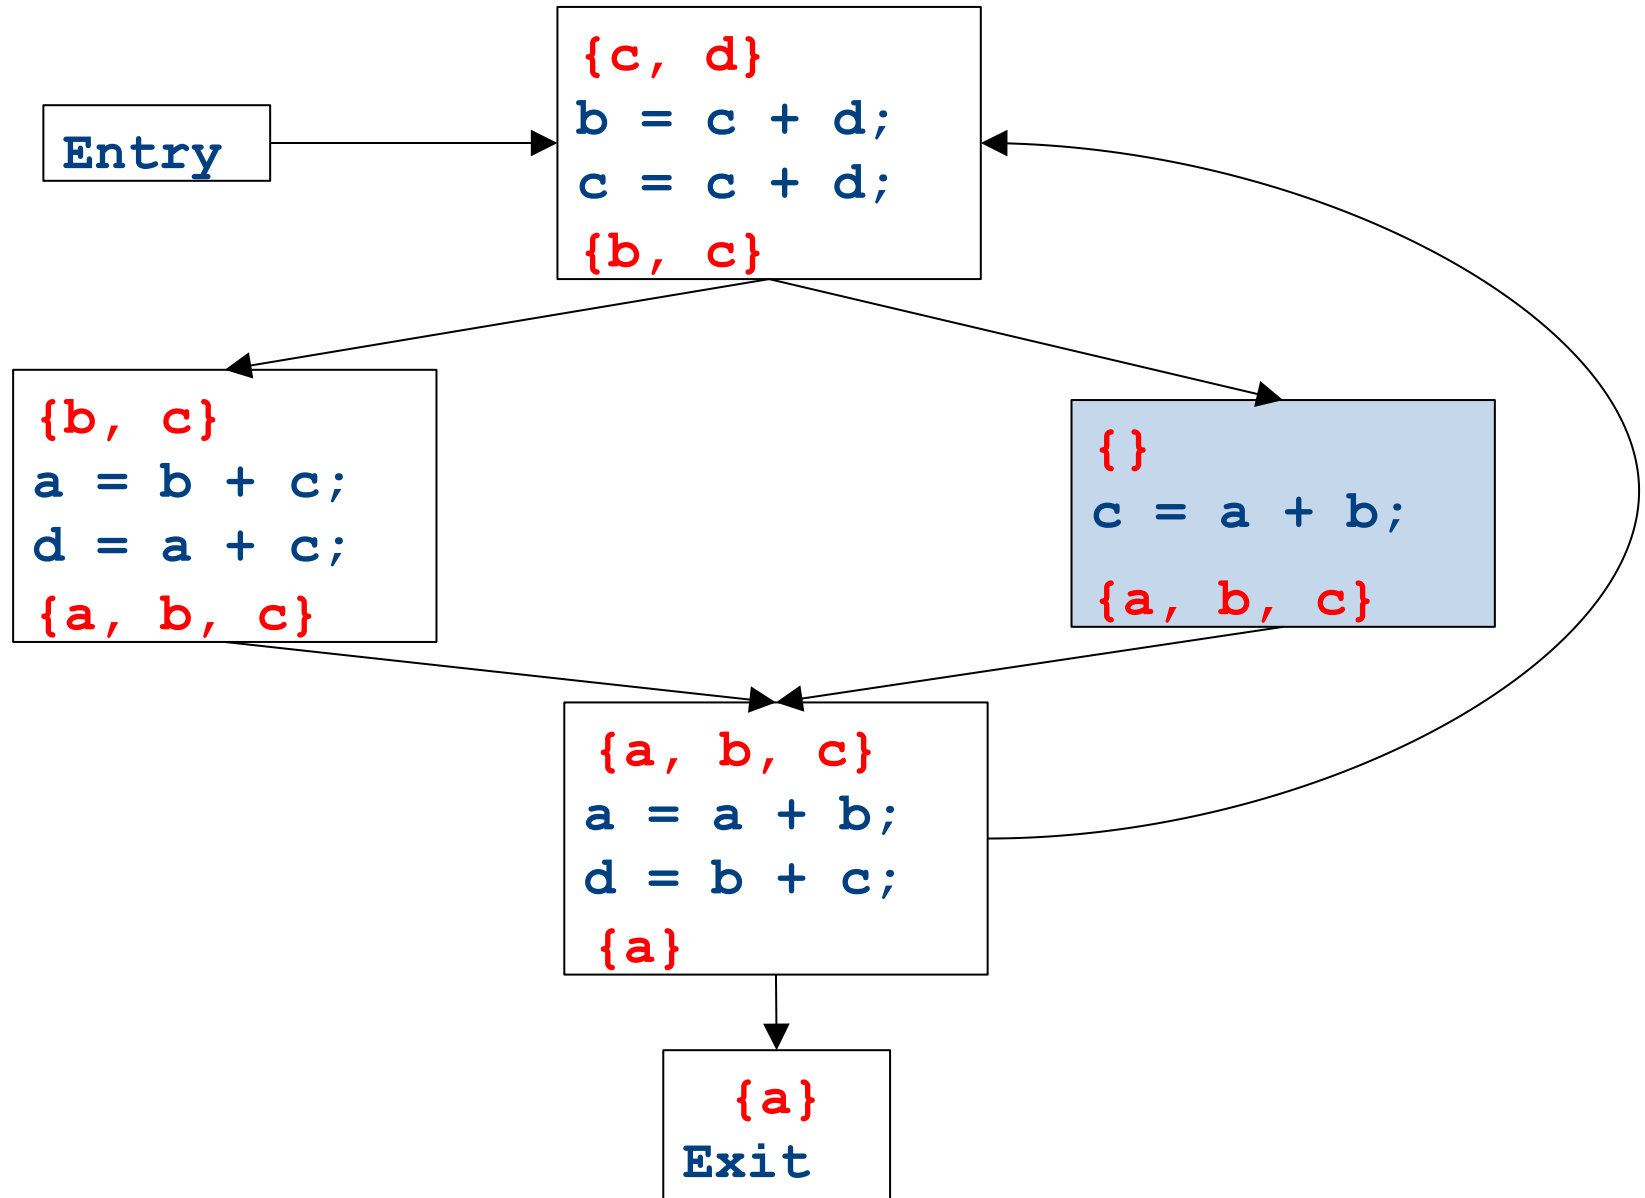 {c, d}
b = c + d;
c = c + d;
{b, c}
Entry
{b, c}
a = b + c;
d = a + c;
{a, b, c}
{}
c = a + b;
{a, b, c}
{a, b, c}
a = a + b;
d = b + c;
{a}
{a}
Exit